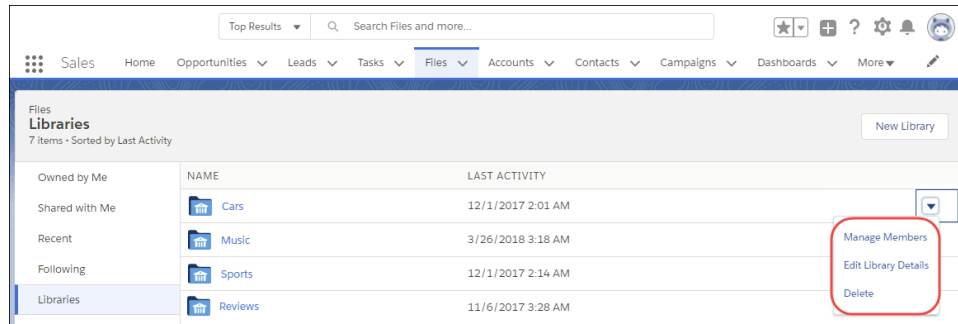 Top Results Search Files and more...
Sales Home Opportunities Leads Tasks Files Accounts Contacts Campaigns Dashboards More
Files
Libraries
7 items • Sorted by Last Activity
New Library
Owned by Me
Shared with Me
Recent
Following
Libraries
NAME LAST ACTIVITY
Cars 12/1/2017 2:01 AM
Music 3/26/2018 3:18 AM
Sports 12/1/2017 2:14 AM
Reviews 11/6/2017 3:28 AM
Manage Members
Edit Library Details
Delete